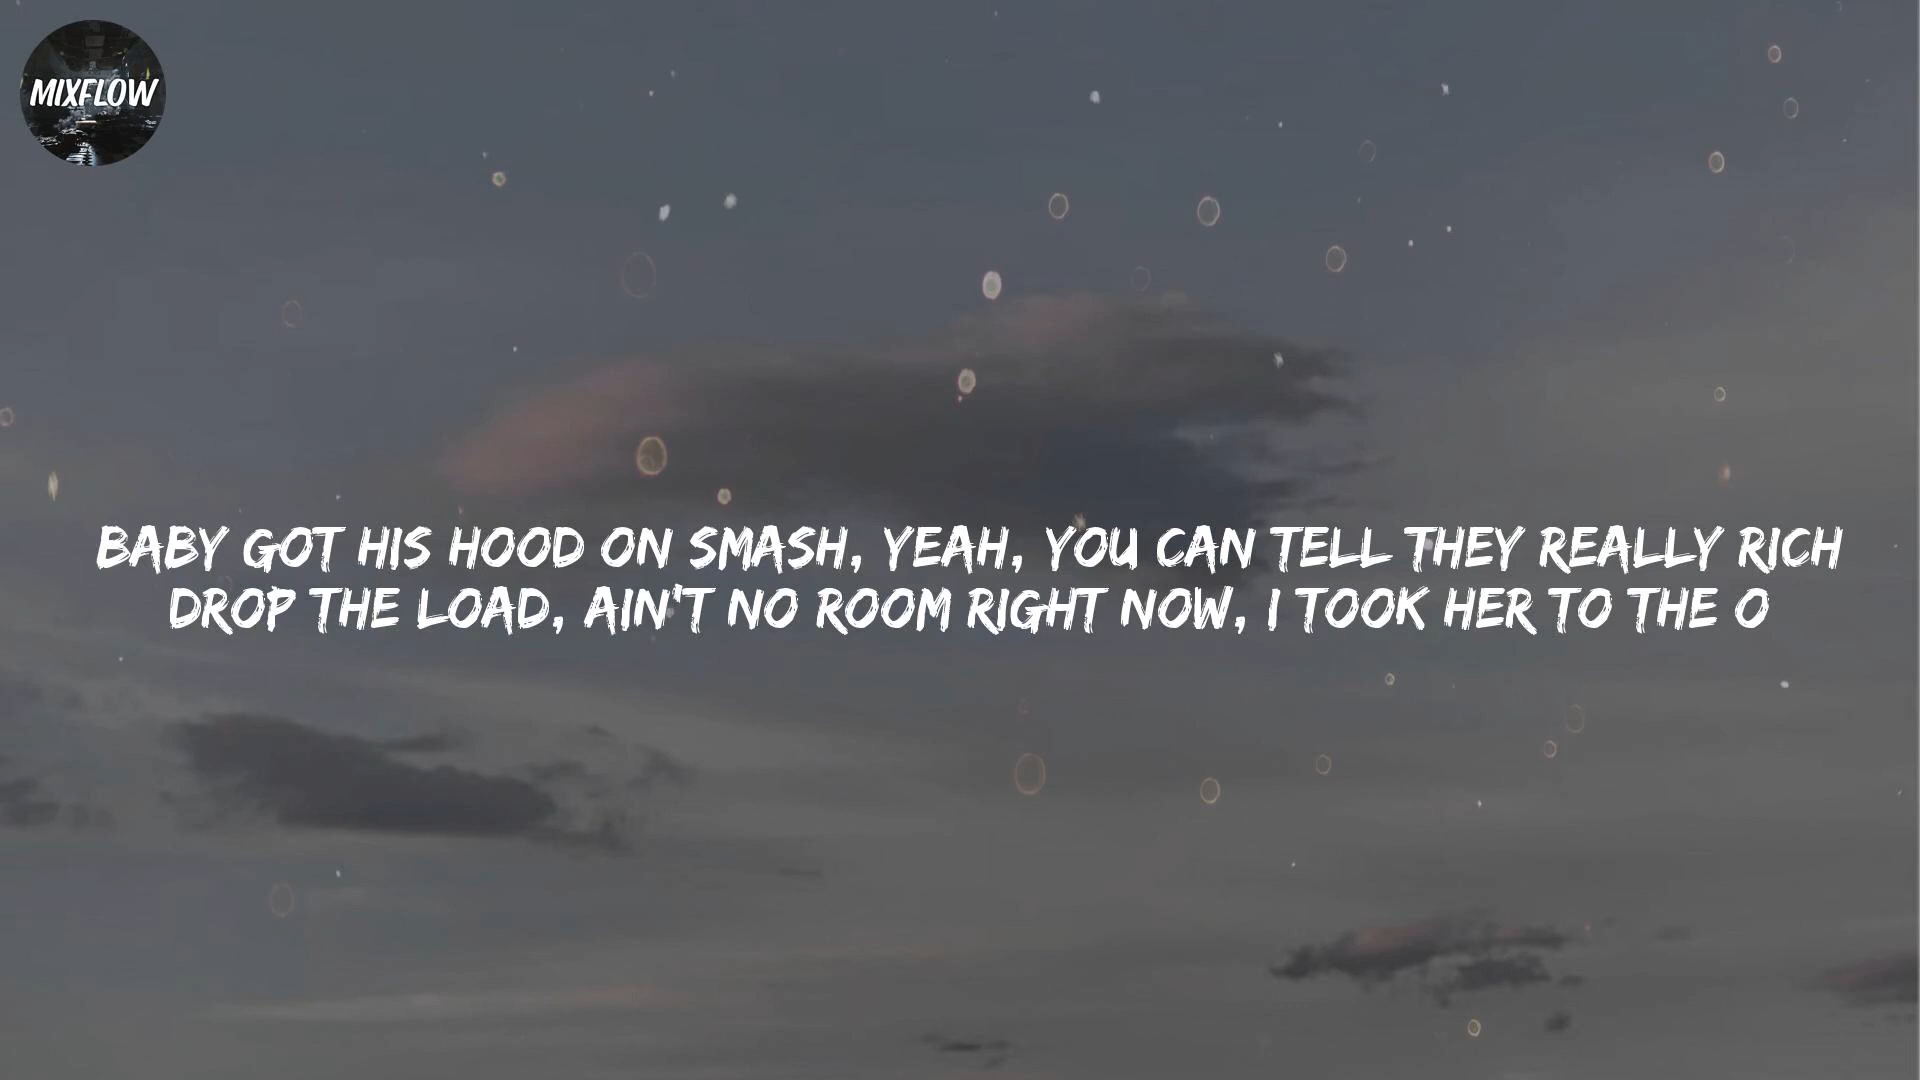 MIXFLOW
BABY GOT HIS HOOD ON SMASH, YEAH, YOU CAN TELL THEY REALLY RICH
DROP THE LOAD, AIN'T NO ROOM RIGHT NOW, I TOOK HER TO THE O